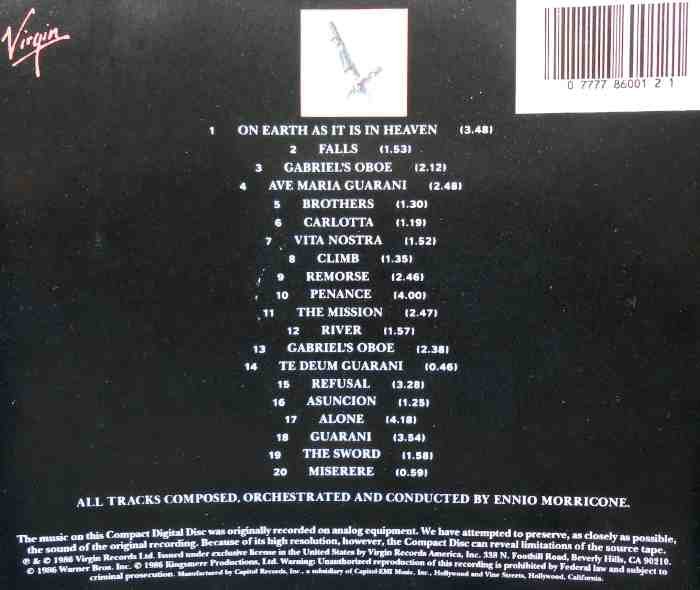 Virgin
0 7777 86001 2 1
1 ON EARTH AS IT IS IN HEAVEN (3.48)
2 FALLS (1.53)
3 GABRIEL'S OBOE (2.12)
4 AVE MARIA GUARANI (2.48)
5 BROTHERS (1.30)
6 CARLOTTA (1.19)
7 VITA NOSTRA (1.52)
8 CLIMB (1.35)
9 REMORSE (2.46)
10 PENANCE (4.00)
11 THE MISSION (2.47)
12 RIVER (1.57)
13 GABRIEL'S OBOE (2.38)
14 TE DEUM GUARANI (0.46)
15 REFUSAL (3.28)
16 ASUNCION (1.25)
17 ALONE (4.18)
18 GUARANI (3.54)
19 THE SWORD (1.58)
20 MISERERE (0.59)
ALL TRACKS COMPOSED, ORCHESTRATED AND CONDUCTED BY ENNIO MORRICONE.
The music on this Compact Digital Disc was originally recorded on analog equipment. We have attempted to preserve, as closely as possible,
the sound of the original recording. Because of its high resolution, however, the Compact Disc can reveal limitations of the source tape.
℗ & © 1986 Virgin Records Ltd. Issued under exclusive license in the United States by Virgin Records America, Inc. 338 N. Foothill Road, Beverly Hills, CA 90210.
© 1986 Warner Bros. Inc. © 1986 Kingsmere Productions, Ltd. Warning: Unauthorized reproduction of this recording is prohibited by Federal law and subject to
criminal prosecution. Manufactured by Capitol Records, Inc., a subsidiary of Capitol-EMI Music, Inc., Hollywood and Vine Streets, Hollywood, California.